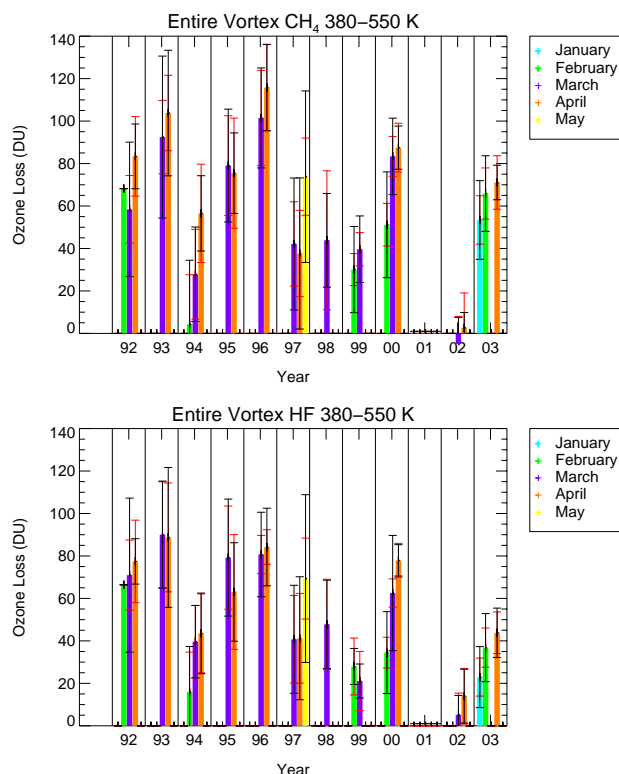 Entire Vortex CH4 380−550 K
140
120
100
80
60
40
20
0
Ozone Loss (DU)
92 93 94 95 96 97 98 99 00 01 02 03
Year
January
February
March
April
May
Entire Vortex HF 380−550 K
140
120
100
80
60
40
20
0
Ozone Loss (DU)
92 93 94 95 96 97 98 99 00 01 02 03
Year
January
February
March
April
May